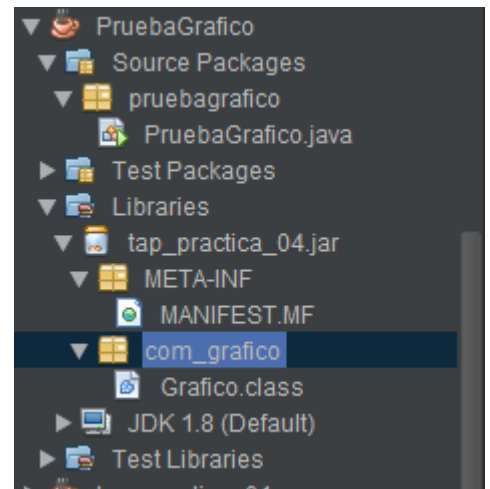 PruebaGrafico
Source Packages
pruebagrafico
PruebaGrafico.java
Test Packages
Libraries
tap_practica_04.jar
META-INF
MANIFEST.MF
com_grafico
Grafico.class
JDK 1.8 (Default)
Test Libraries